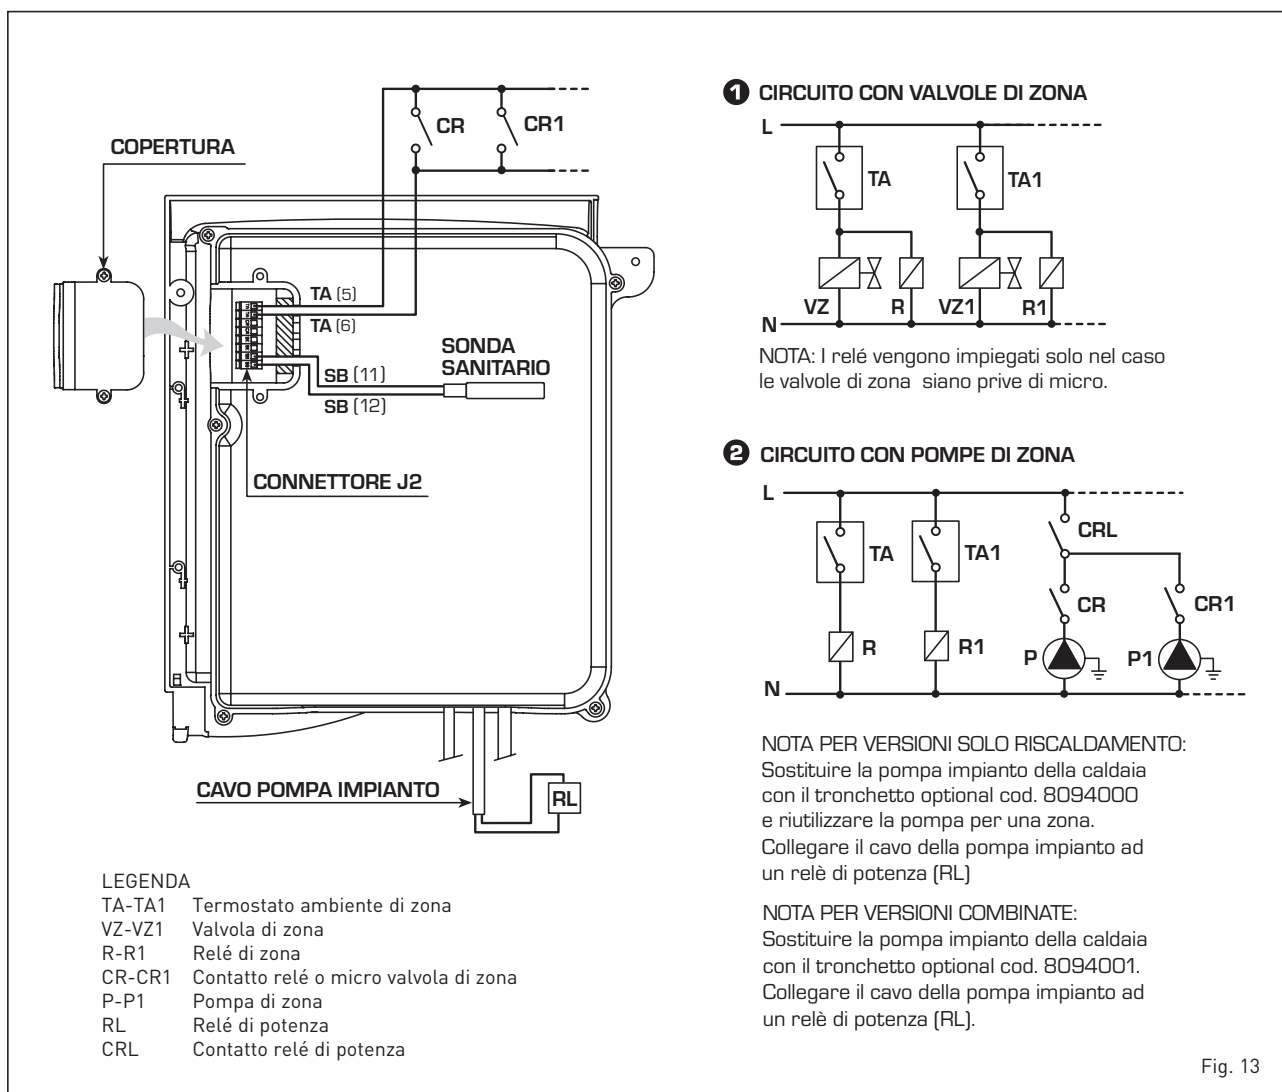 COPERTURA
CR
CR1
TA (5)
TA (6)
SONDA
SANITARIO
SB (11)
SB (12)
CONNETTORE J2
CAVO POMPA IMPIANTO
RL
LEGENDA
TA-TA1 Termostato ambiente di zona
VZ-VZ1 Valvola di zona
R-R1 Relé di zona
CR-CR1 Contatto relé o micro valvola di zona
P-P1 Pompa di zona
RL Relé di potenza
CRL Contatto relé di potenza
1 CIRCUITO CON VALVOLE DI ZONA
L
TA
TA1
VZ
R
VZ1
R1
N
NOTA: I relé vengono impiegati solo nel caso
le valvole di zona siano prive di micro.
2 CIRCUITO CON POMPE DI ZONA
L
CRL
TA
TA1
CR
CR1
R
R1
P
P1
N
NOTA PER VERSIONI SOLO RISCALDAMENTO:
Sostituire la pompa impianto della caldaia
con il tronchetto optional cod. 8094000
e riutilizzare la pompa per una zona.
Collegare il cavo della pompa impianto ad
un relè di potenza (RL)
NOTA PER VERSIONI COMBINATE:
Sostituire la pompa impianto della caldaia
con il tronchetto optional cod. 8094001.
Collegare il cavo della pompa impianto ad
un relè di potenza (RL).
Fig. 13